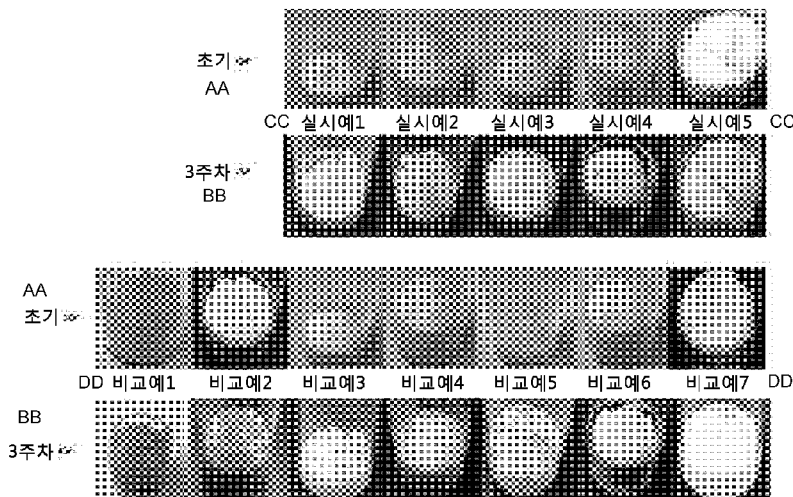 초기
AA
CC 실시예1 실시예2 실시예3 실시예4 실시예5 CC
3주차
BB
AA
초기
DD 비교예1 비교예2 비교예3 비교예4 비교예5 비교예6 비교예7 DD
BB
3주차